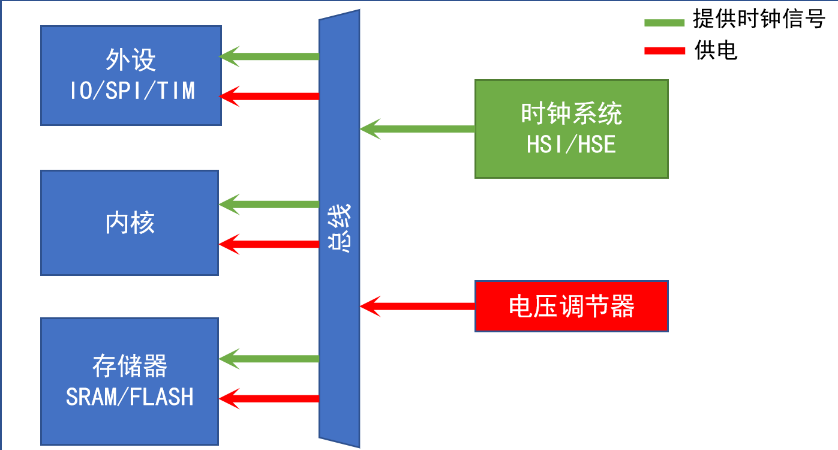 提供时钟信号
供电
外设
IO/SPI/TIM
时钟系统
HSI/HSE
内核
总线
电压调节器
存储器
SRAM/FLASH